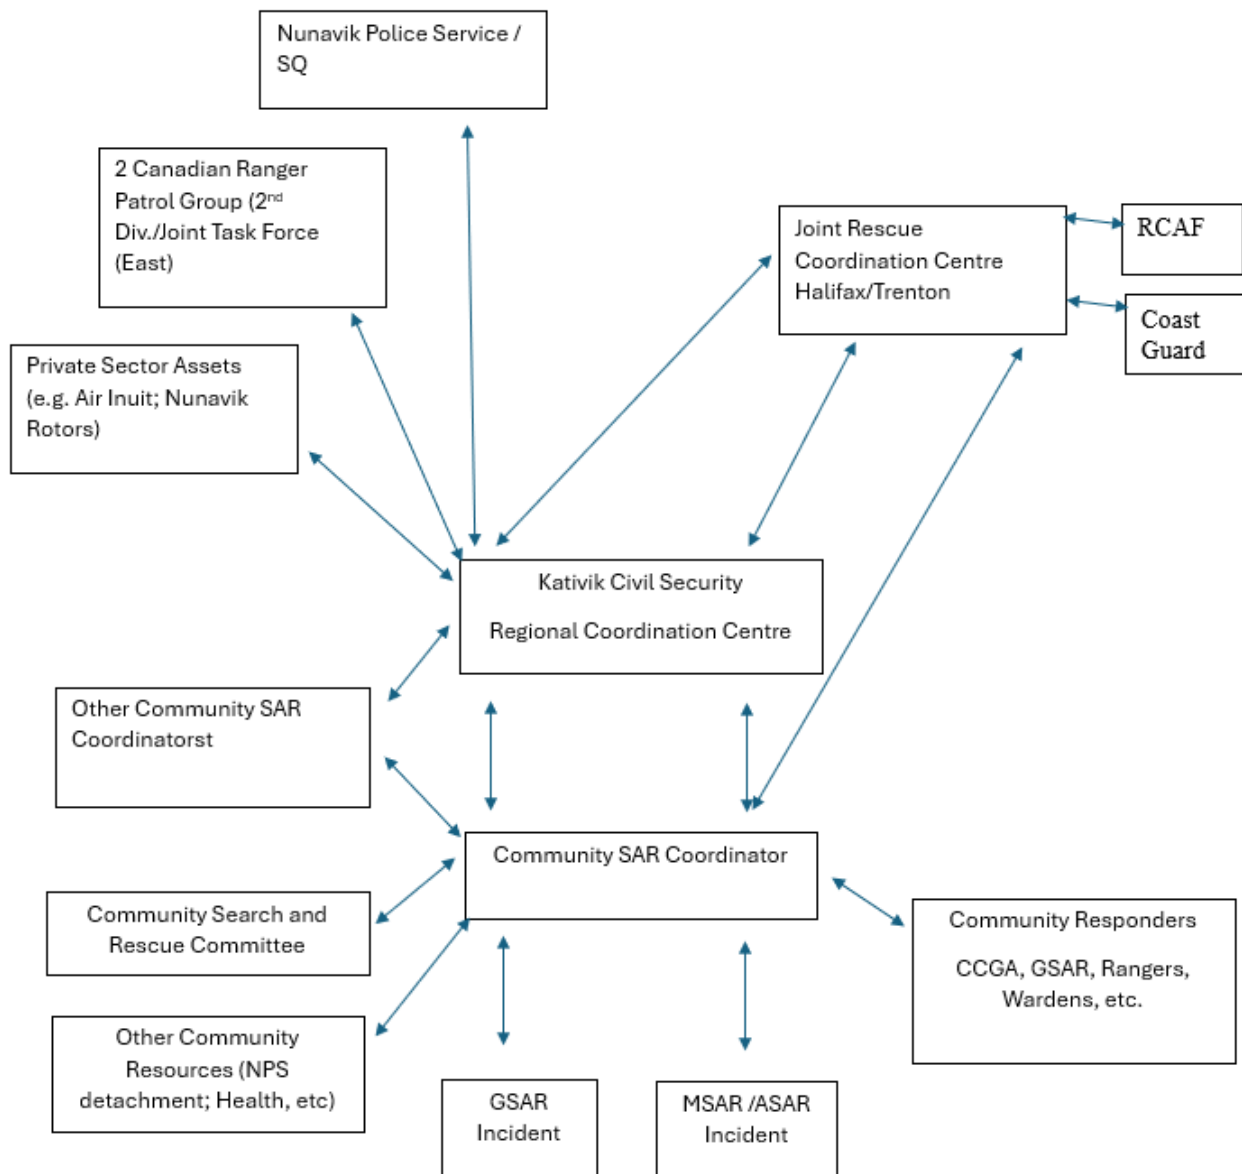 Nunavik Police Service /
SQ
2 Canadian Ranger
Patrol Group (2nd
Div./Joint Task Force
(East)
Joint Rescue
Coordination Centre
Halifax/Trenton
RCAF
Coast
Guard
Private Sector Assets
(e.g. Air Inuit; Nunavik
Rotors)
Kativik Civil Security
Regional Coordination Centre
Other Community SAR
Coordinatorst
Community SAR Coordinator
Community Search and
Rescue Committee
Community Responders
CCGA, GSAR, Rangers,
Wardens, etc.
Other Community
Resources (NPS
detachment; Health, etc)
GSAR
Incident
MSAR /ASAR
Incident